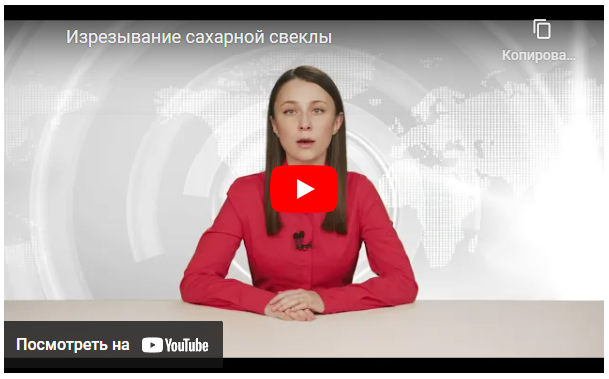 Изрезывание сахарной свеклы
Копирова...
Посмотреть на YouTube